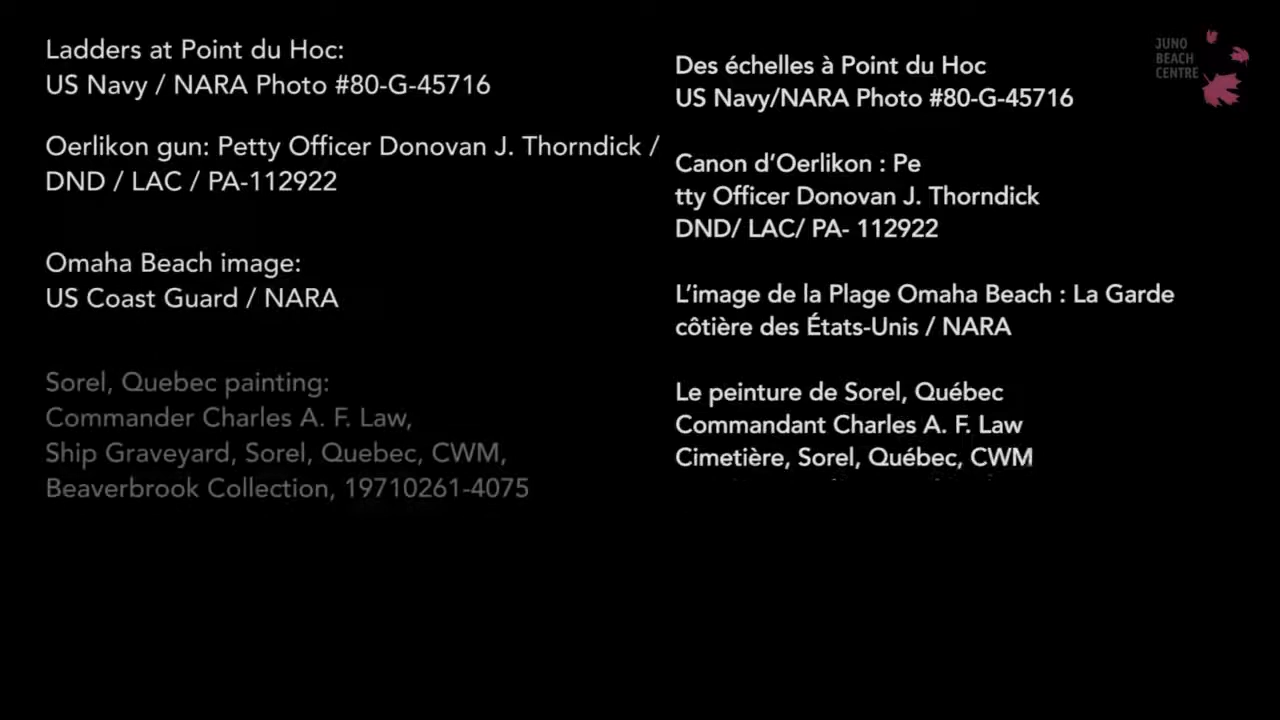 Ladders at Point du Hoc:
US Navy / NARA Photo #80-G-45716
Oerlikon gun: Petty Officer Donovan J. Thorndick /
DND / LAC / PA-112922
Omaha Beach image:
US Coast Guard / NARA
Sorel, Quebec painting:
Commander Charles A. F. Law,
Ship Graveyard, Sorel, Quebec, CWM,
Beaverbrook Collection, 19710261-4075
Des échelles à Point du Hoc
US Navy/NARA Photo #80-G-45716
Canon d’Oerlikon : Pe
tty Officer Donovan J. Thorndick
DND/ LAC/ PA- 112922
L’image de la Plage Omaha Beach : La Garde
côtière des États-Unis / NARA
Le peinture de Sorel, Québec
Commandant Charles A. F. Law
Cimetière, Sorel, Québec, CWM
JUNO
BEACH
CENTRE